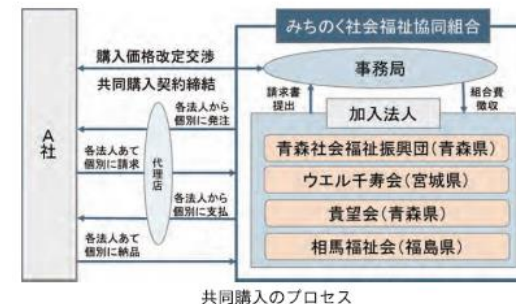 みちのく社会福祉協同組合
購入価格改定交渉
共同購入契約締結
事務局
請求書
提出
組合費
徴収
加入法人
A社
各法人から
個別に発注
各法人あて
個別に請求
代理店
各法人から
個別に支払
各法人あて
個別に納品
青森社会福祉振興団(青森県)
ウエル千寿会(宮城県)
貴望会(青森県)
相馬福祉会(福島県)
共同購入のプロセス